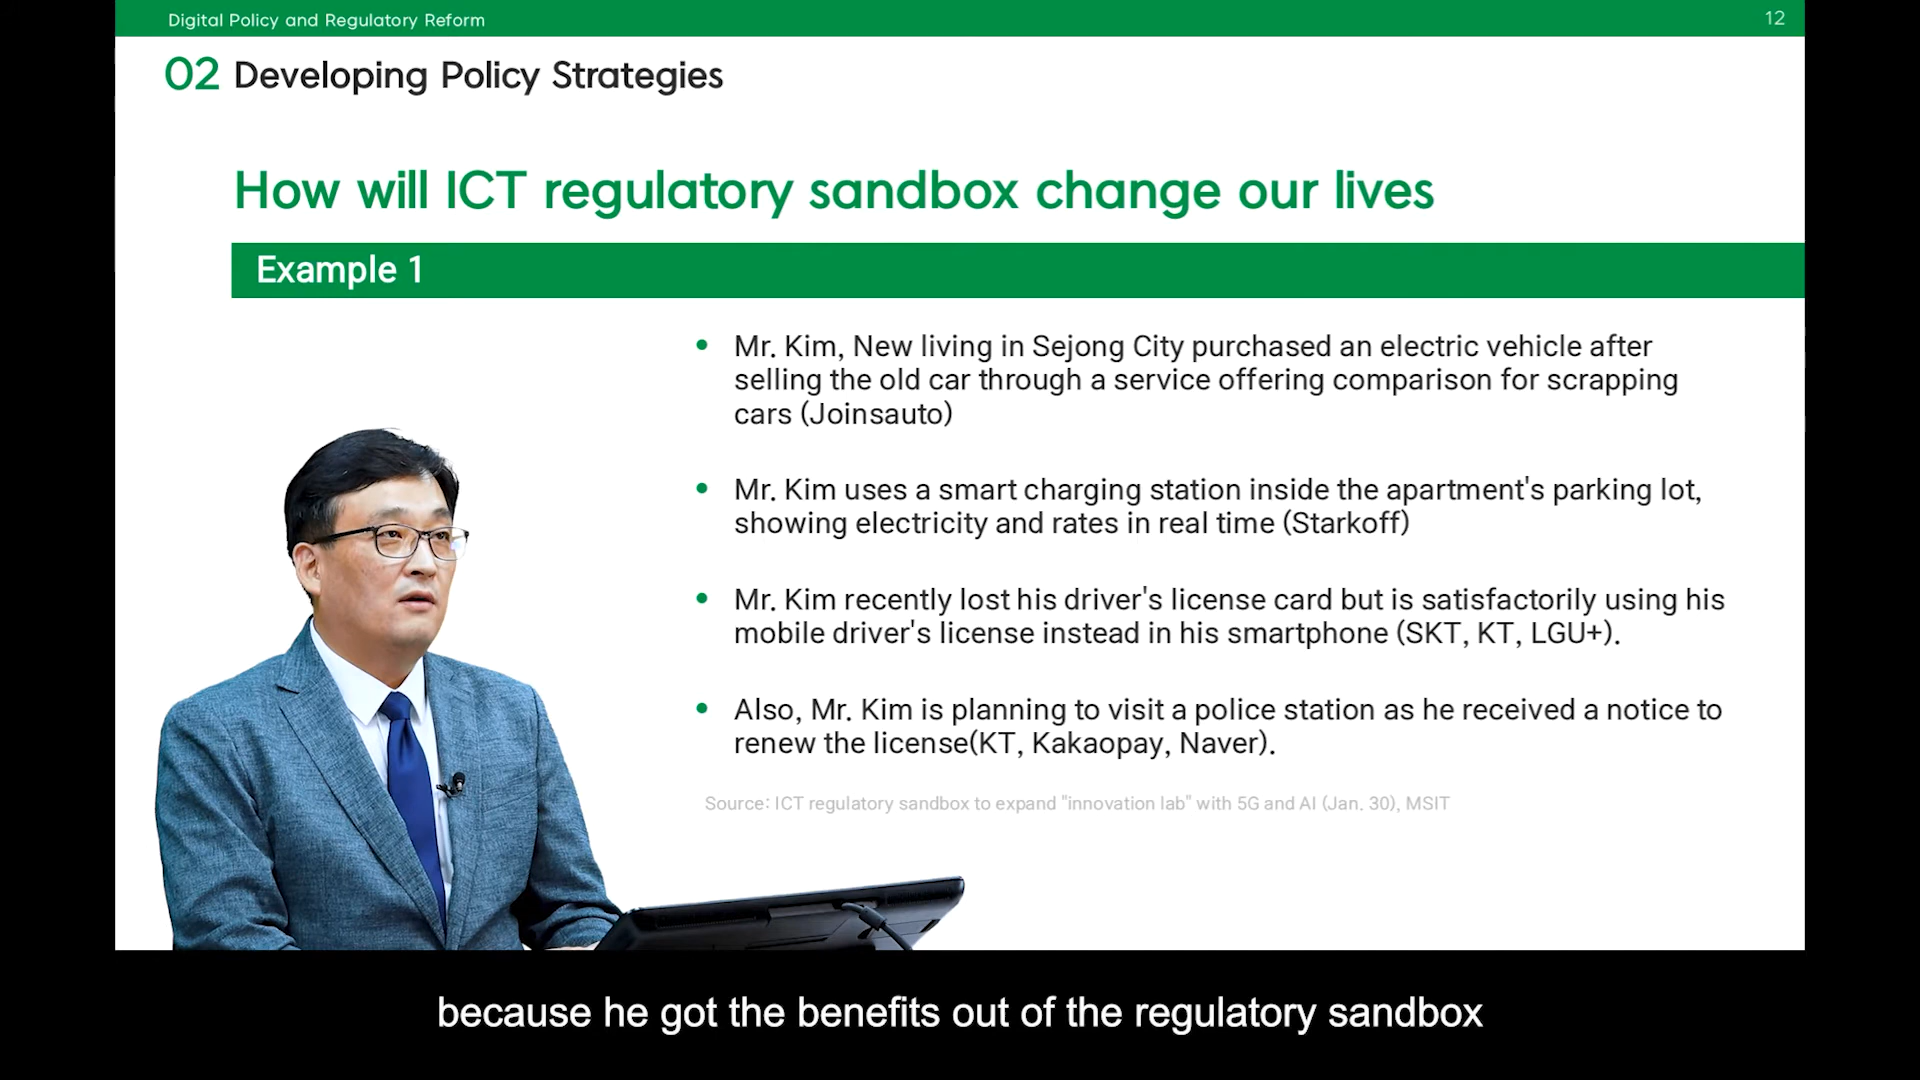 Digital Policy and Regulatory Reform
12
02 Developing Policy Strategies
How will ICT regulatory sandbox change our lives
Example 1
• Mr. Kim, New living in Sejong City purchased an electric vehicle after
selling the old car through a service offering comparison for scrapping
cars (Joinsauto)
• Mr. Kim uses a smart charging station inside the apartment's parking lot,
showing electricity and rates in real time (Starkoff)
• Mr. Kim recently lost his driver's license card but is satisfactorily using his
mobile driver's license instead in his smartphone (SKT, KT, LGU+).
• Also, Mr. Kim is planning to visit a police station as he received a notice to
renew the license(KT, Kakaopay, Naver).
Source: ICT regulatory sandbox to expand "innovation lab" with 5G and AI (Jan. 30), MSIT
because he got the benefits out of the regulatory sandbox